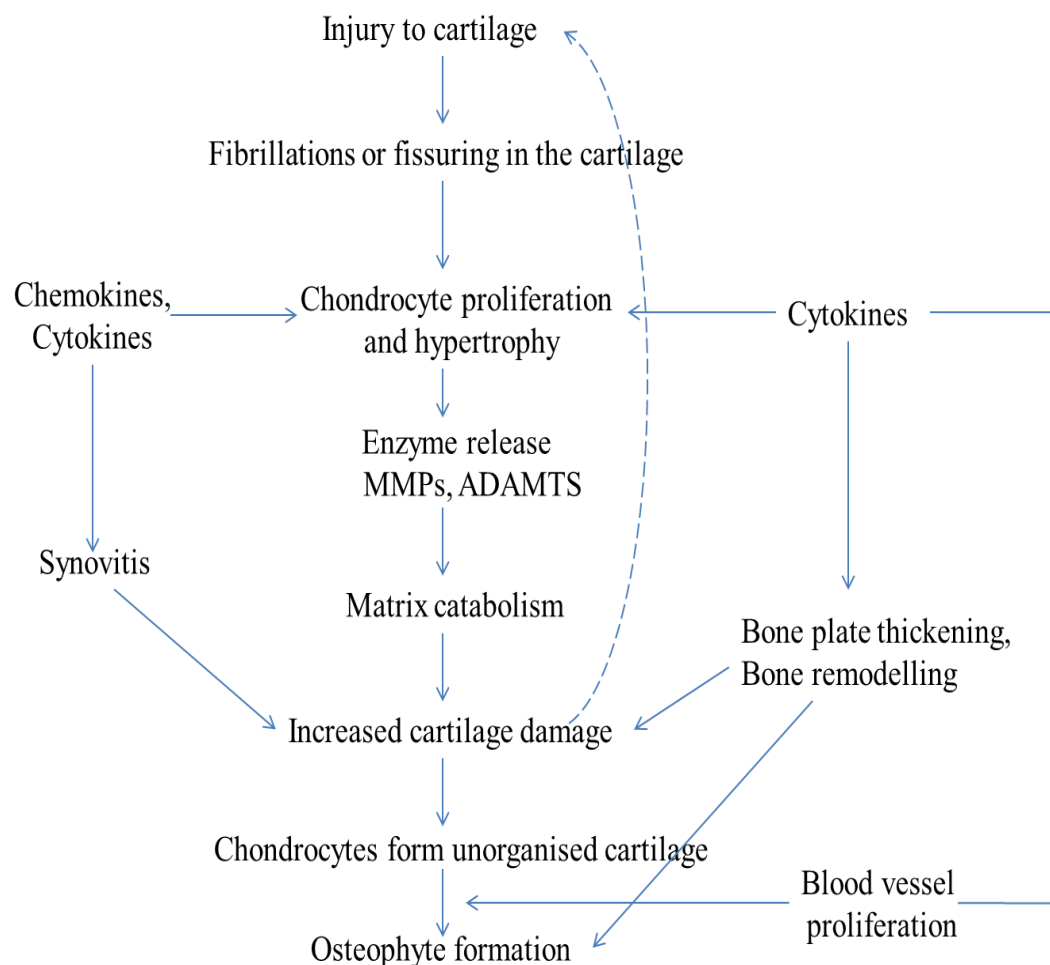 Injury to cartilage
Fibrillations or fissuring in the cartilage
Chemokines,
Cytokines
Chondrocyte proliferation
and hypertrophy
Cytokines
Enzyme release
MMPs, ADAMTS
Synovitis
Matrix catabolism
Bone plate thickening,
Bone remodelling
Increased cartilage damage
Chondrocytes form unorganised cartilage
Blood vessel
proliferation
Osteophyte formation